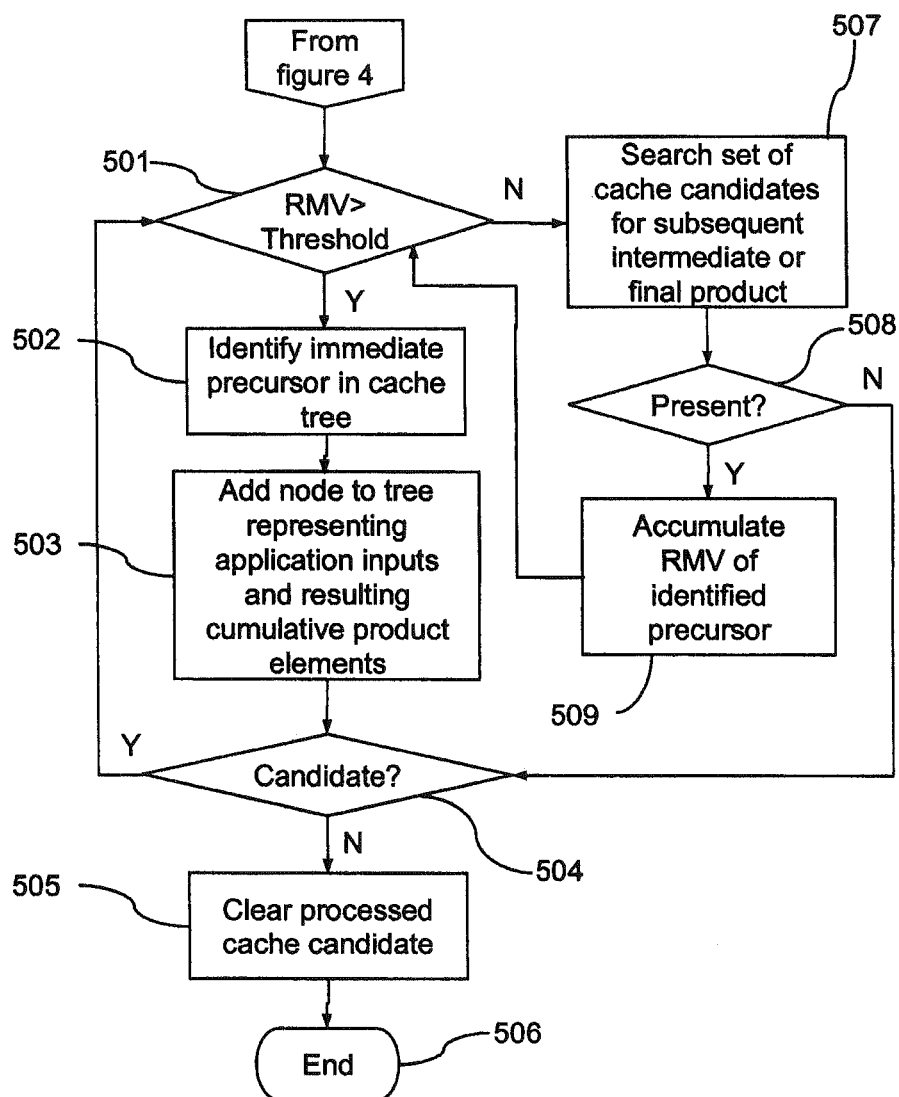 From
figure 4
507
501
RMV>
Threshold
N
Search set of
cache candidates
for subsequent
intermediate or
final product
Y
502
Identify immediate
precursor in cache
tree
508
Present?
N
Y
503
Add node to tree
representing
application inputs
and resulting
cumulative product
elements
Accumulate
RMV of
identified
precursor
509
Y
Candidate?
N
504
505
Clear processed
cache candidate
End
506